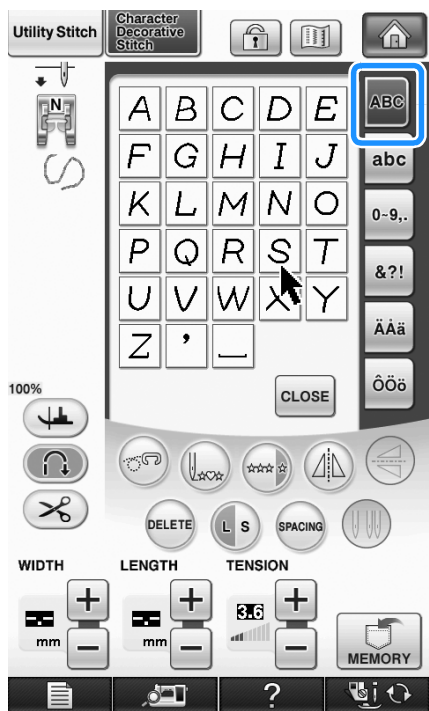 Utility Stitch
Character
Decorative
Stitch
N
ABC
A B C D E
F G H I J
K L M N O
P Q R S T
U V W X Y
Z ’ _
abc
0~9,.
&?!
ÄÅä
ÔÖö
CLOSE
100%
DELETE
L S
SPACING
WIDTH
LENGTH
TENSION
+
+
3.6
+
mm
−
mm
−
−
MEMORY
?